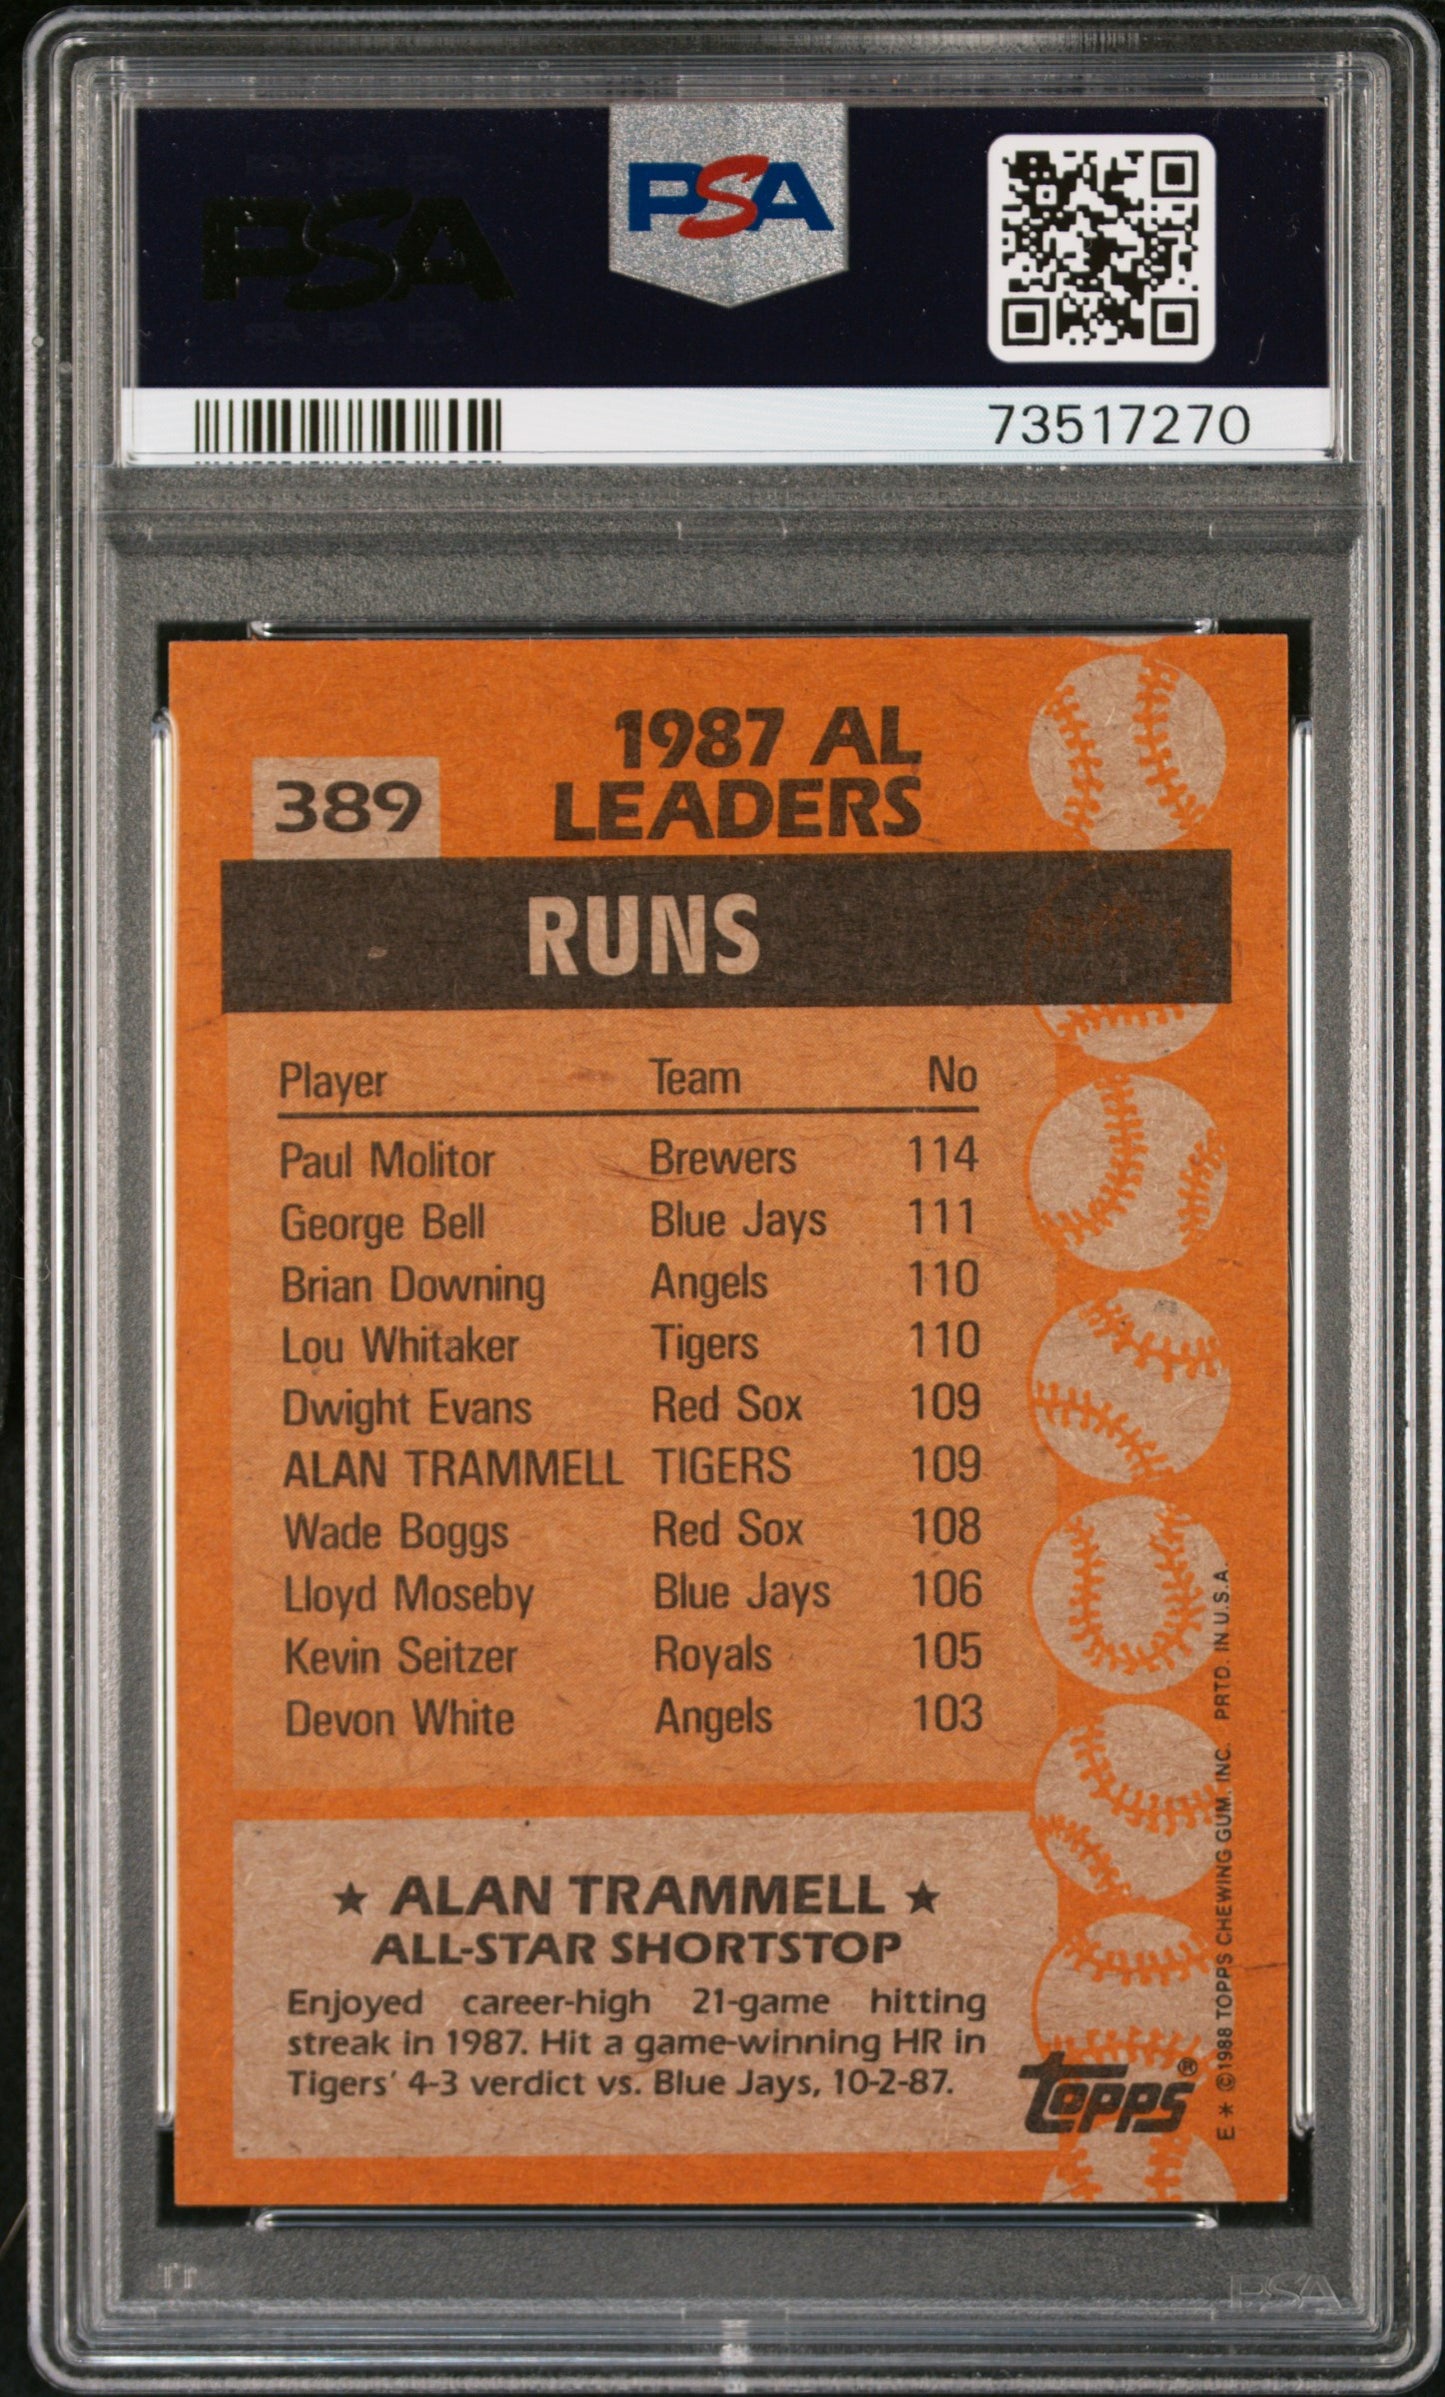 PSA
PSA
73517270
389
1987 AL
LEADERS
RUNS
Player Team No
Paul Molitor Brewers 114
George Bell Blue Jays 111
Brian Downing Angels 110
Lou Whitaker Tigers 110
Dwight Evans Red Sox 109
ALAN TRAMMELL TIGERS 109
Wade Boggs Red Sox 108
Lloyd Moseby Blue Jays 106
Kevin Seitzer Royals 105
Devon White Angels 103
★ ALAN TRAMMELL ★
ALL-STAR SHORTSTOP
Enjoyed career-high 21-game hitting
streak in 1987. Hit a game-winning HR in
Tigers' 4-3 verdict vs. Blue Jays, 10-2-87.
topps®
E * ©1988 TOPPS CHEWING GUM, INC. PRTD. IN U.S.A.
PSA